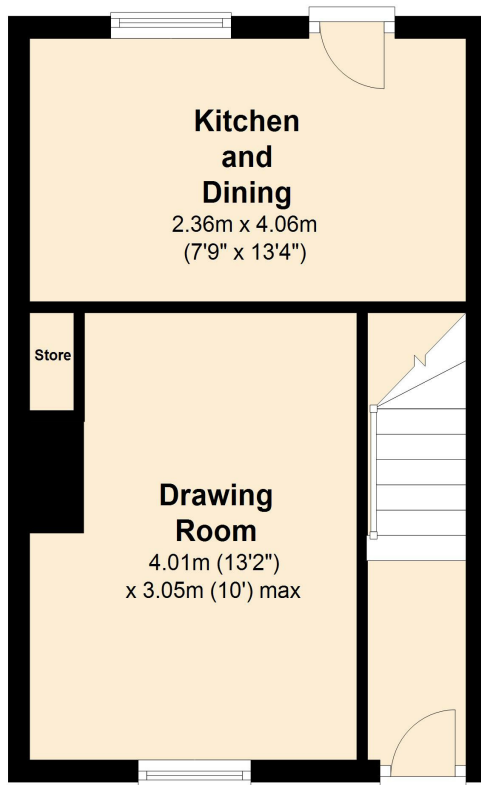 Kitchen
and
Dining
2.36m x 4.06m
(7'9" x 13'4")
Store
Drawing
Room
4.01m (13'2")
x 3.05m (10') max